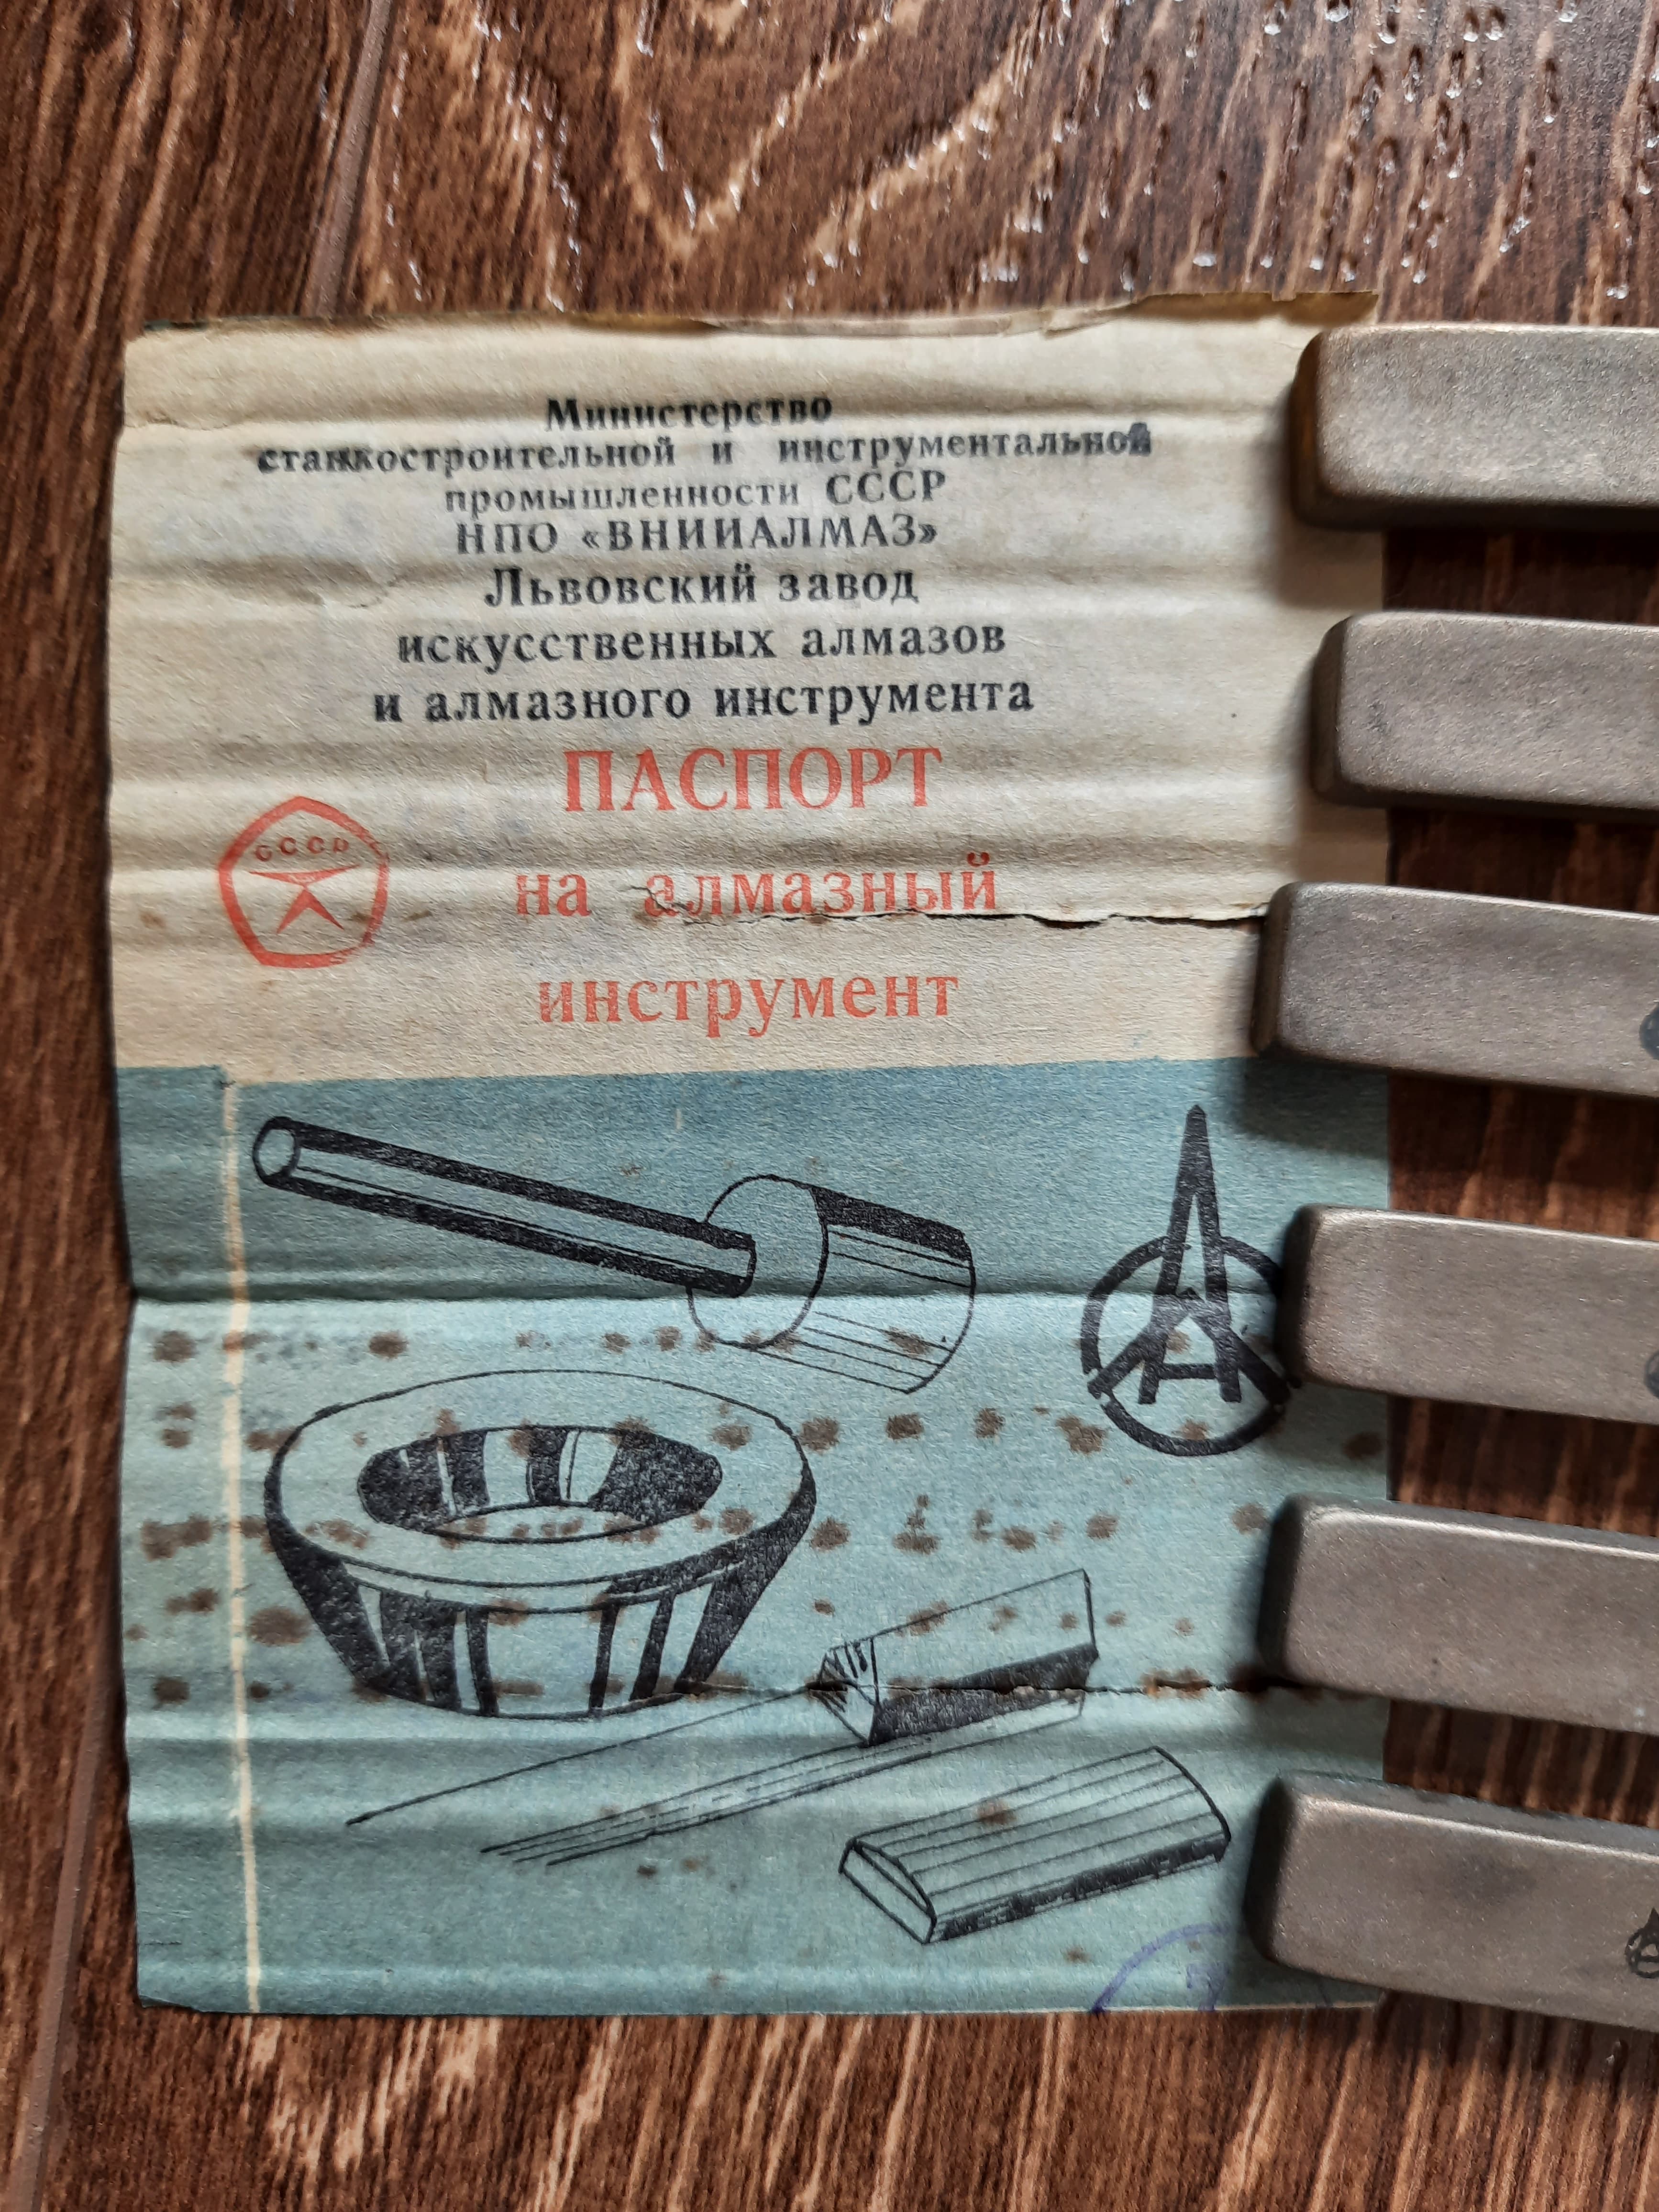 Министерство
станкостроительной и инструментальной
промышленности СССР
НПО «ВНИИАЛМАЗ»
Львовский завод
искусственных алмазов
и алмазного инструмента
ПАСПОРТ
СССР
на алмазный
инструмент